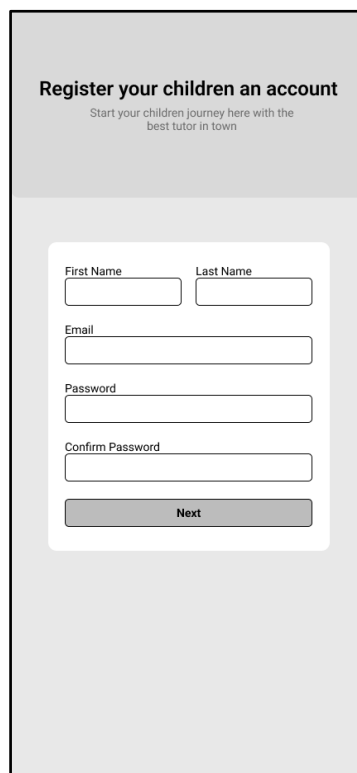 Register your children an account
Start your children journey here with the
best tutor in town
First Name Last Name
Email
Password
Confirm Password
Next